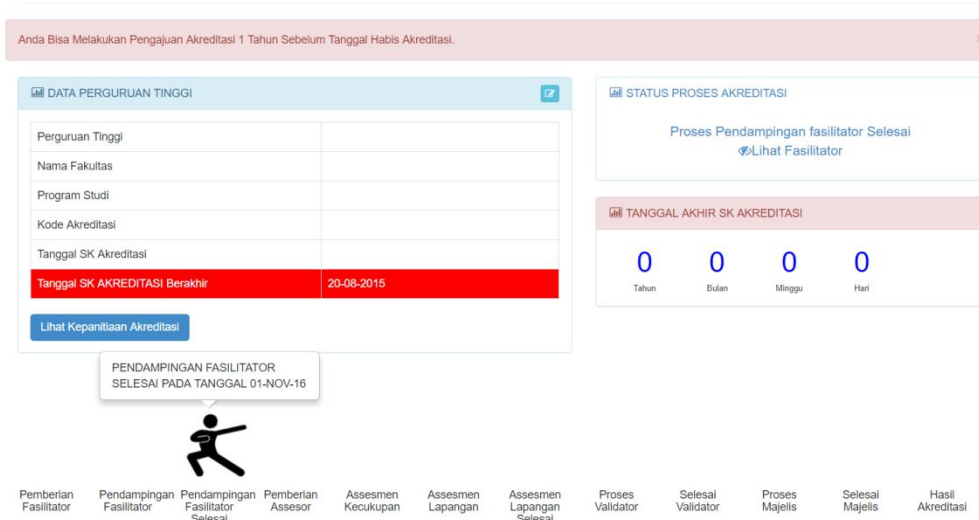 Anda Bisa Melakukan Pengajuan Akreditasi 1 Tahun Sebelum Tanggal Habis Akreditasi.
DATA PERGURUAN TINGGI
Perguruan Tinggi
Nama Fakultas
Program Studi
Kode Akreditasi
Tanggal SK Akreditasi
Tanggal SK AKREDITASI Berakhir 20-08-2015
Lihat Kepanitiaan Akreditasi
STATUS PROSES AKREDITASI
Proses Pendampingan fasilitator Selesai
Lihat Fasilitator
TANGGAL AKHIR SK AKREDITASI
0 0 0 0
Tahun Bulan Minggu Hari
PENDAMPINGAN FASILITATOR
SELESAI PADA TANGGAL 01-NOV-16
Pemberian Pendampingan Pendampingan Pemberian Assesmen Assesmen Assesmen Proses Selesai Proses Selesai Hasil
Fasilitator Fasilitator Fasilitator Assesor Kecukupan Lapangan Lapangan Validator Validator Majelis Majelis Akreditasi
Selesai Selesai